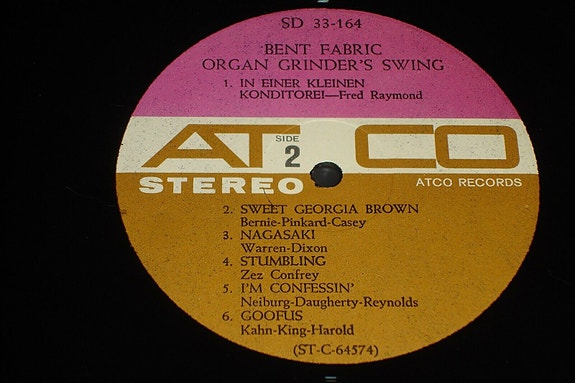 SD 33-164
BENT FABRIC
ORGAN GRINDER'S SWING
1. IN EINER KLEINEN
KONDITOREI—Fred Raymond
ATCO
SIDE
2
STEREO
ATCO RECORDS
2. SWEET GEORGIA BROWN
Bernie-Pinkard-Casey
3. NAGASAKI
Warren-Dixon
4. STUMBLING
Zez Confrey
5. I'M CONFESSIN'
Neiburg-Daugherty-Reynolds
6. GOOFUS
Kahn-King-Harold
(ST-C-64574)